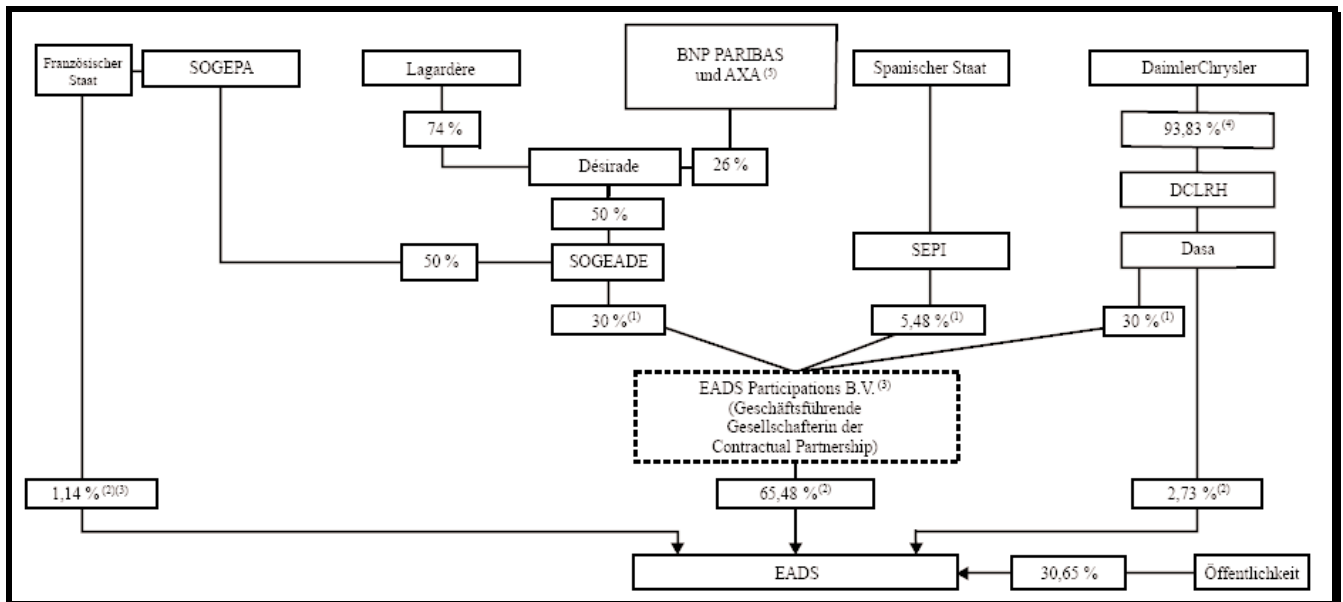 Französischer
Staat
SOGEPA
Lagardère
BNP PARIBAS
und AXA (5)
Spanischer Staat
DaimlerChrysler
74 %
93,83 %(4)
Désirade
26 %
DCLRH
50 %
50 %
SOGEADE
SEPI
Dasa
30 %(1)
5,48 %(1)
30 %(1)
EADS Participations B.V. (3)
(Geschäftsführende
Gesellschafterin der
Contractual Partnership)
1,14 %(2)(3)
65,48 %(2)
2,73 %(2)
EADS
30,65 %
Öffentlichkeit